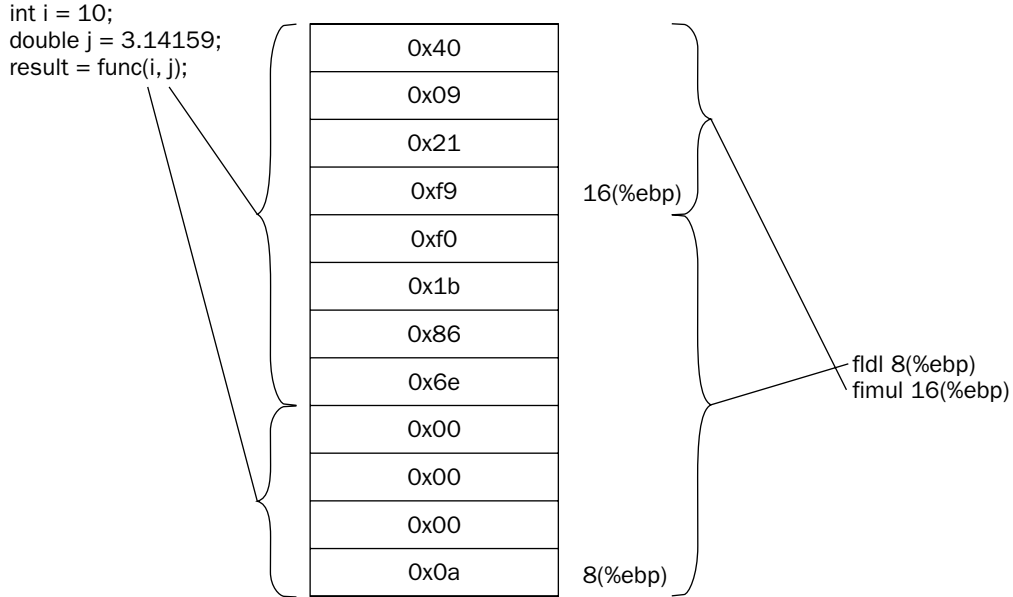 int i = 10;
double j = 3.14159;
result = func(i, j);
0x40
0x09
0x21
0xf9
16(%ebp)
0xf0
0x1b
0x86
0x6e
fldl 8(%ebp)
fimul 16(%ebp)
0x00
0x00
0x00
0x0a
8(%ebp)